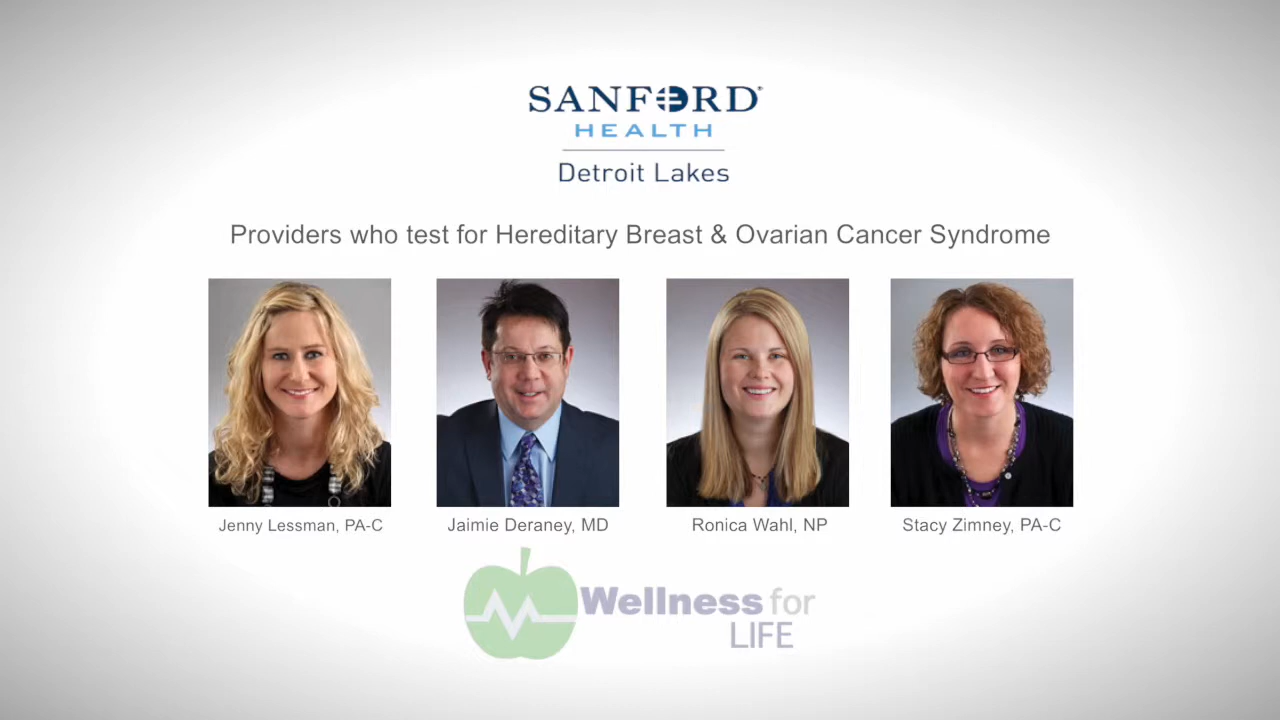 SANFORD®
HEALTH
Detroit Lakes
Providers who test for Hereditary Breast & Ovarian Cancer Syndrome
Jenny Lessman, PA-C
Jaimie Deraney, MD
Ronica Wahl, NP
Stacy Zimney, PA-C
Wellness for
LIFE